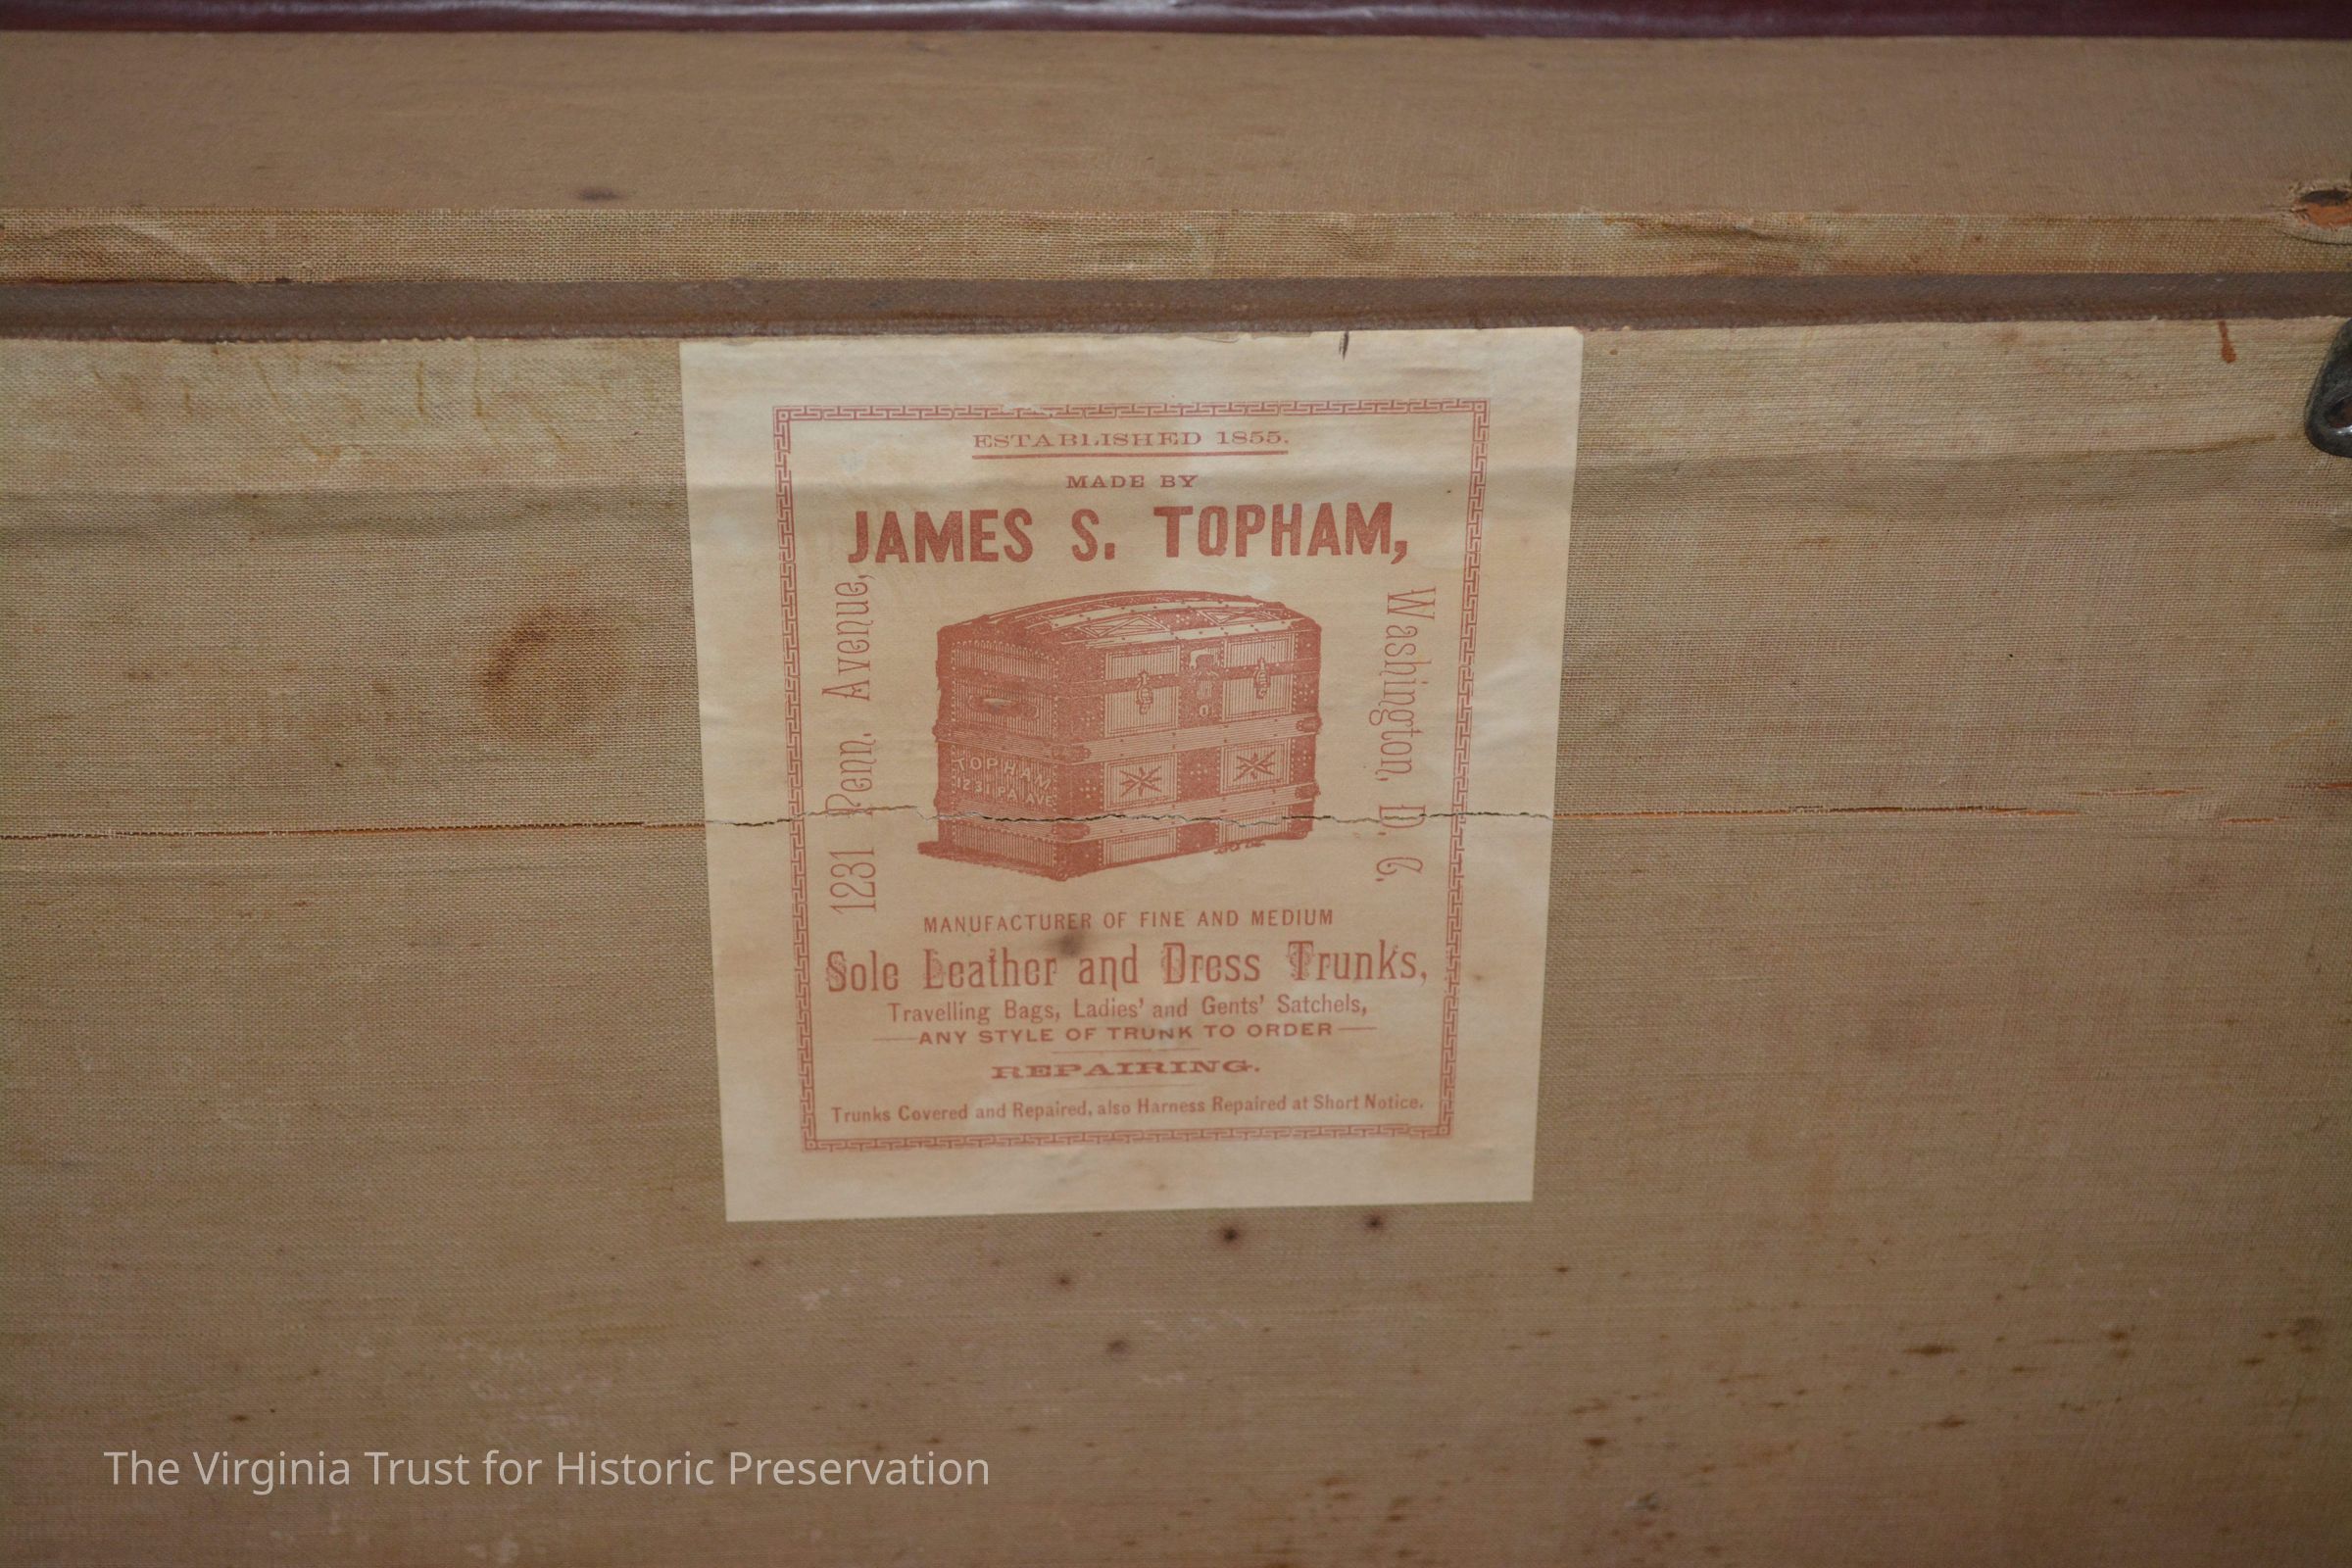 ESTABLISHED 1855.
MADE BY
JAMES S. TOPHAM,
1231 Penn. Avenue,
Washington, D. C.
TOPHAM
1231 PA AVE
MANUFACTURER OF FINE AND MEDIUM
Sole Leather and Dress Trunks,
Travelling Bags, Ladies' and Gents' Satchels,
ANY STYLE OF TRUNK TO ORDER
REPAIRING.
Trunks Covered and Repaired, also Harness Repaired at Short Notice.
The Virginia Trust for Historic Preservation